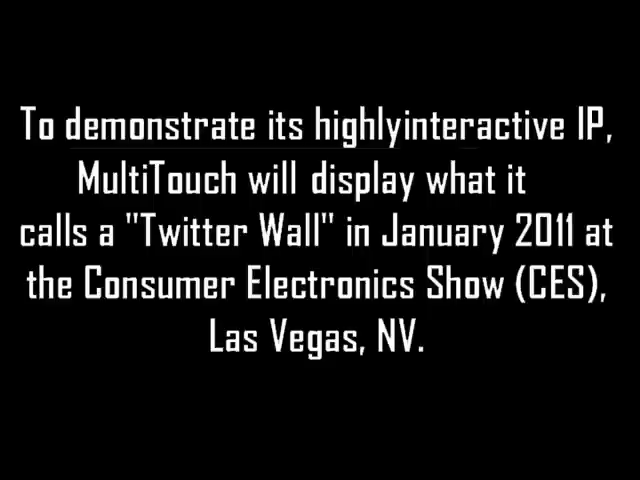 To demonstrate its highlyinteractive IP,
MultiTouch will display what it
calls a "Twitter Wall" in January 2011 at
the Consumer Electronics Show (CES),
Las Vegas, NV.